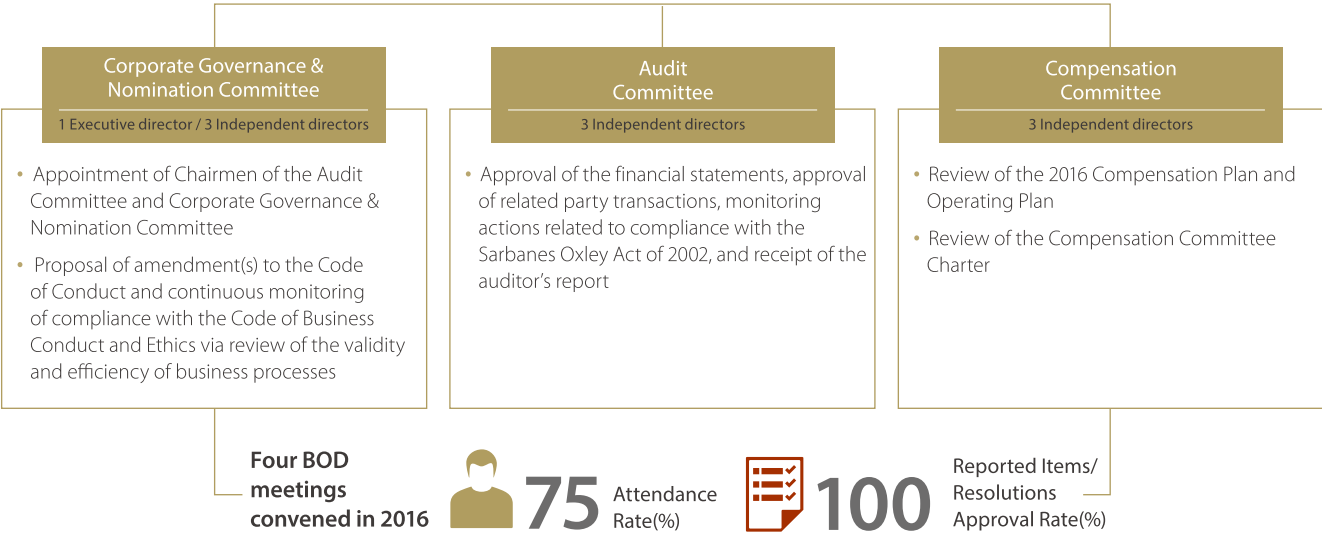 Corporate Governance &
Nomination Committee
1 Executive director / 3 Independent directors
• Appointment of Chairmen of the Audit
Committee and Corporate Governance &
Nomination Committee
• Proposal of amendment(s) to the Code
of Conduct and continuous monitoring
of compliance with the Code of Business
Conduct and Ethics via review of the validity
and efficiency of business processes
Audit
Committee
3 Independent directors
• Approval of the financial statements, approval
of related party transactions, monitoring
actions related to compliance with the
Sarbanes Oxley Act of 2002, and receipt of the
auditor’s report
Compensation
Committee
3 Independent directors
• Review of the 2016 Compensation Plan and
Operating Plan
• Review of the Compensation Committee
Charter
Four BOD
meetings
convened in 2016
75
Attendance
Rate(%)
100
Reported Items/
Resolutions
Approval Rate(%)